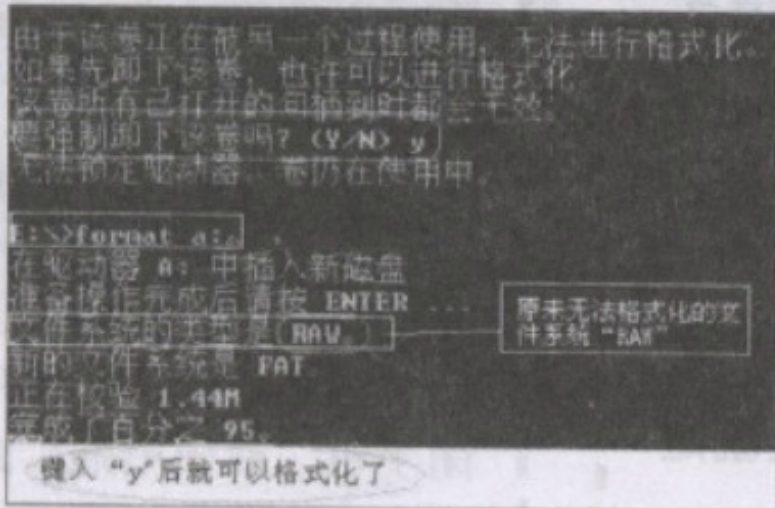 由于该卷正在被另一个过程使用，无法进行格式化。
如果先卸下该卷，也许可以进行格式化
该卷所有已打开的句柄到时都会无效。
要强制卸下该卷吗? (Y/N) y
无法锁定驱动器。卷仍在使用中。
E:\>format a:
在驱动器 A: 中插入新磁盘
准备操作完成后请按 ENTER ...
文件系统的类型是 RAW。
新的文件系统是 FAT。
正在校验 1.44M
完成了百分之 95。
原来无法格式化的文
件系统“RAW”
键入“y”后就可以格式化了